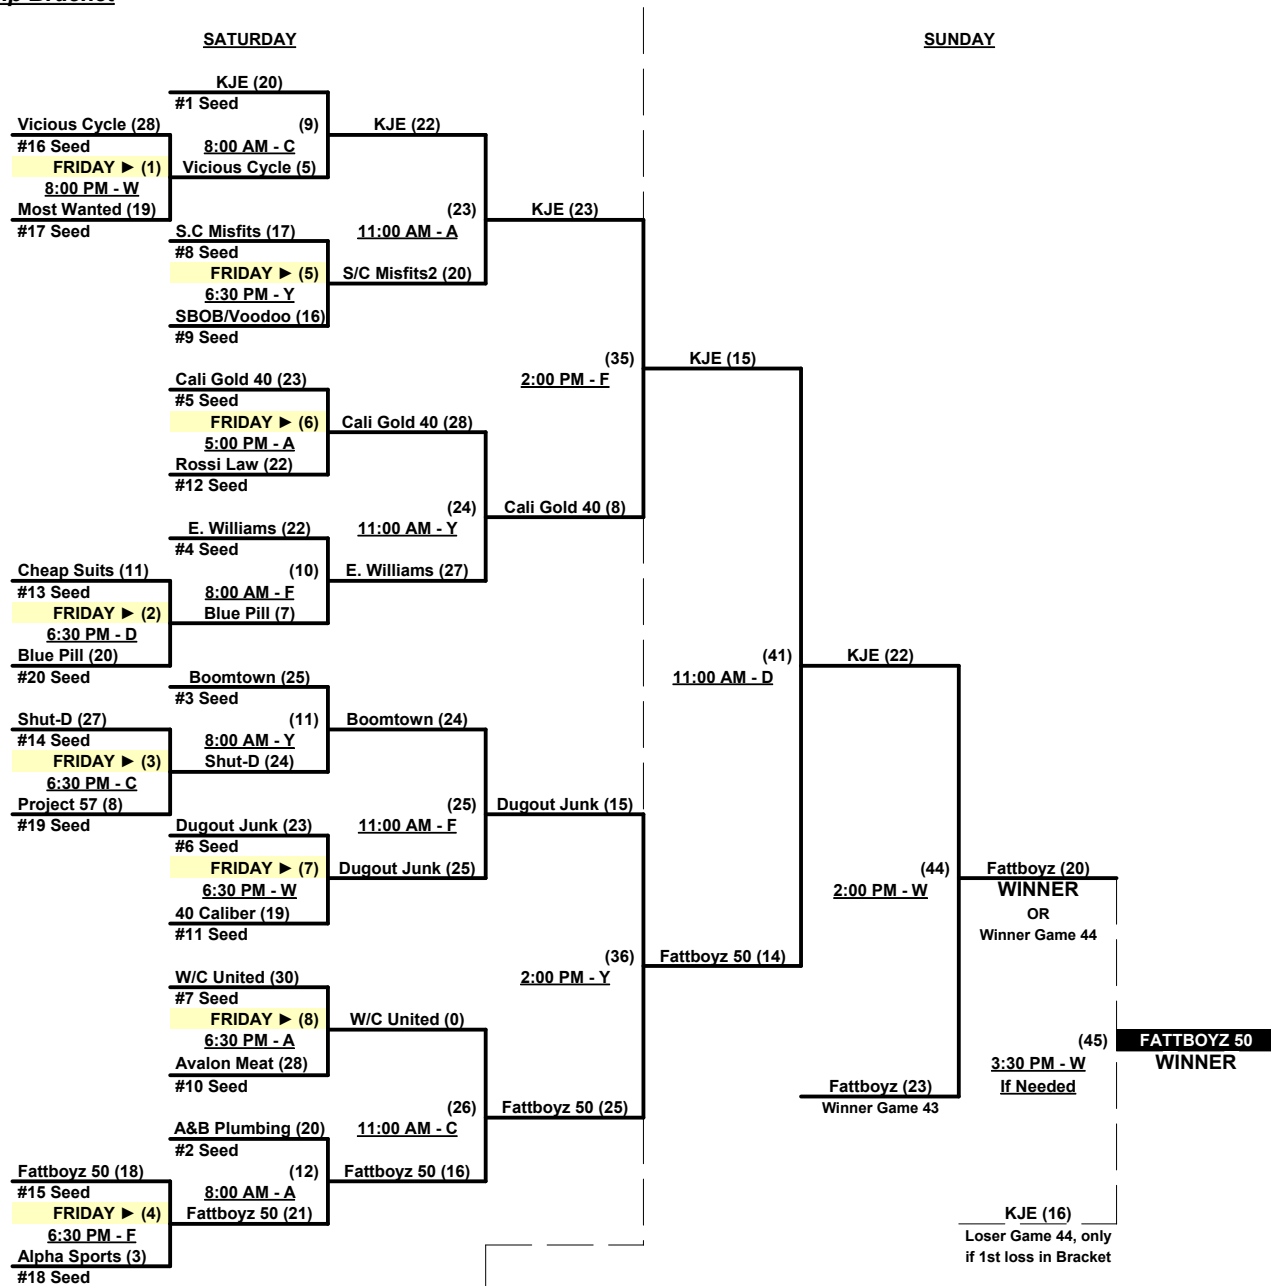 SATURDAY
SUNDAY
KJE (20)
#1 Seed
Vicious Cycle (28)
(9)
KJE (22)
#16 Seed
8:00 AM - C
FRIDAY ► (1)
Vicious Cycle (5)
8:00 PM - W
Most Wanted (19)
(23)
KJE (23)
#17 Seed
S.C Misfits (17)
11:00 AM - A
#8 Seed
FRIDAY ► (5)
S/C Misfits2 (20)
6:30 PM - Y
SBOB/Voodoo (16)
#9 Seed
(35)
KJE (15)
Cali Gold 40 (23)
2:00 PM - F
#5 Seed
FRIDAY ► (6)
Cali Gold 40 (28)
5:00 PM - A
Rossi Law (22)
#12 Seed
(24)
Cali Gold 40 (8)
E. Williams (22)
11:00 AM - Y
#4 Seed
Cheap Suits (11)
(10)
E. Williams (27)
#13 Seed
8:00 AM - F
FRIDAY ► (2)
Blue Pill (7)
6:30 PM - D
Blue Pill (20)
(41)
KJE (22)
#20 Seed
Boomtown (25)
11:00 AM - D
#3 Seed
Shut-D (27)
(11)
Boomtown (24)
#14 Seed
8:00 AM - Y
FRIDAY ► (3)
Shut-D (24)
6:30 PM - C
Project 57 (8)
(25)
Dugout Junk (15)
#19 Seed
Dugout Junk (23)
11:00 AM - F
#6 Seed
FRIDAY ► (7)
Dugout Junk (25)
(44)
Fattboyz (20)
6:30 PM - W
2:00 PM - W
WINNER
40 Caliber (19)
OR
#11 Seed
Winner Game 44
(36)
Fattboyz 50 (14)
W/C United (30)
2:00 PM - Y
#7 Seed
FRIDAY ► (8)
W/C United (0)
6:30 PM - A
(45)
FATTBOYZ 50
Avalon Meat (28)
3:30 PM - W
WINNER
#10 Seed
Fattboyz (23)
If Needed
(26)
Fattboyz 50 (25)
Winner Game 43
A&B Plumbing (20)
11:00 AM - C
#2 Seed
Fattboyz 50 (18)
(12)
Fattboyz 50 (16)
#15 Seed
8:00 AM - A
FRIDAY ► (4)
Fattboyz 50 (21)
KJE (16)
6:30 PM - F
Loser Game 44, only
Alpha Sports (3)
if 1st loss in Bracket
#18 Seed